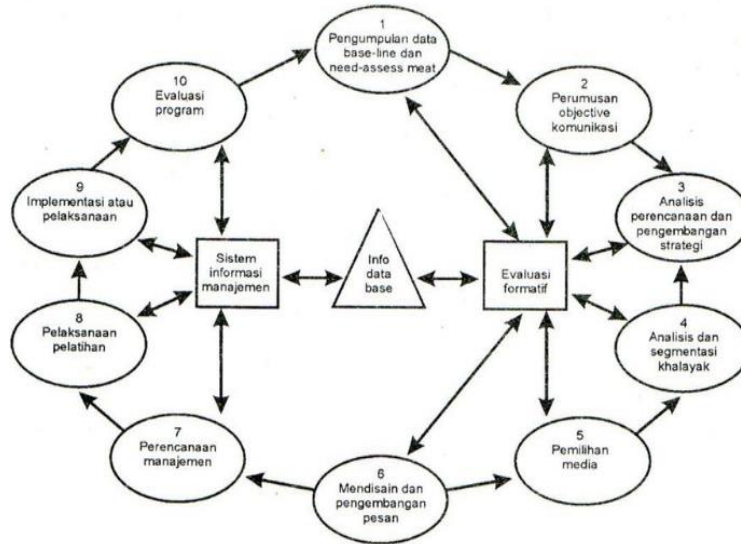 1
Pengumpulan data
base-line dan
need-assess meat
2
Perumusan
objective
komunikasi
3
Analisis
perencanaan dan
pengembangan
strategi
4
Analisis dan
segmentasi
khalayak
5
Pemilihan
media
6
Mendisain dan
pengembangan
pesan
7
Perencanaan
manajemen
8
Pelaksanaan
pelatihan
9
Implementasi atau
pelaksanaan
10
Evaluasi
program
Sistem
informasi
manajemen
Info
data
base
Evaluasi
formatif